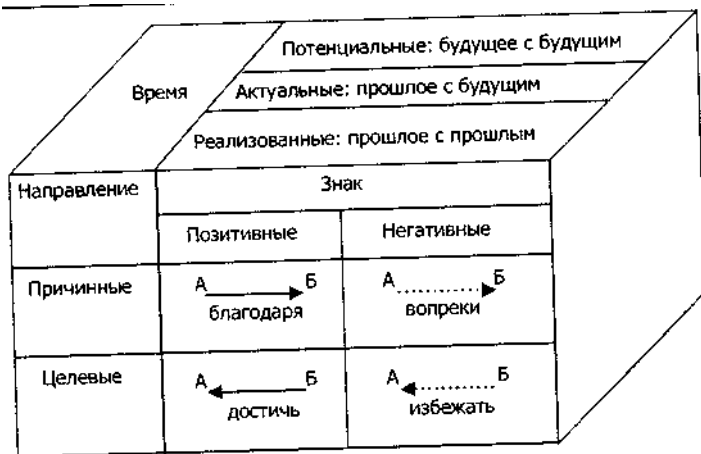 Потенциальные: будущее с будущим
Время
Актуальные: прошлое с будущим
Реализованные: прошлое с прошлым
Направление
Знак
Позитивные
Негативные
Причинные
А Б
благодаря
А Б
вопреки
Целевые
А Б
достичь
А Б
избежать